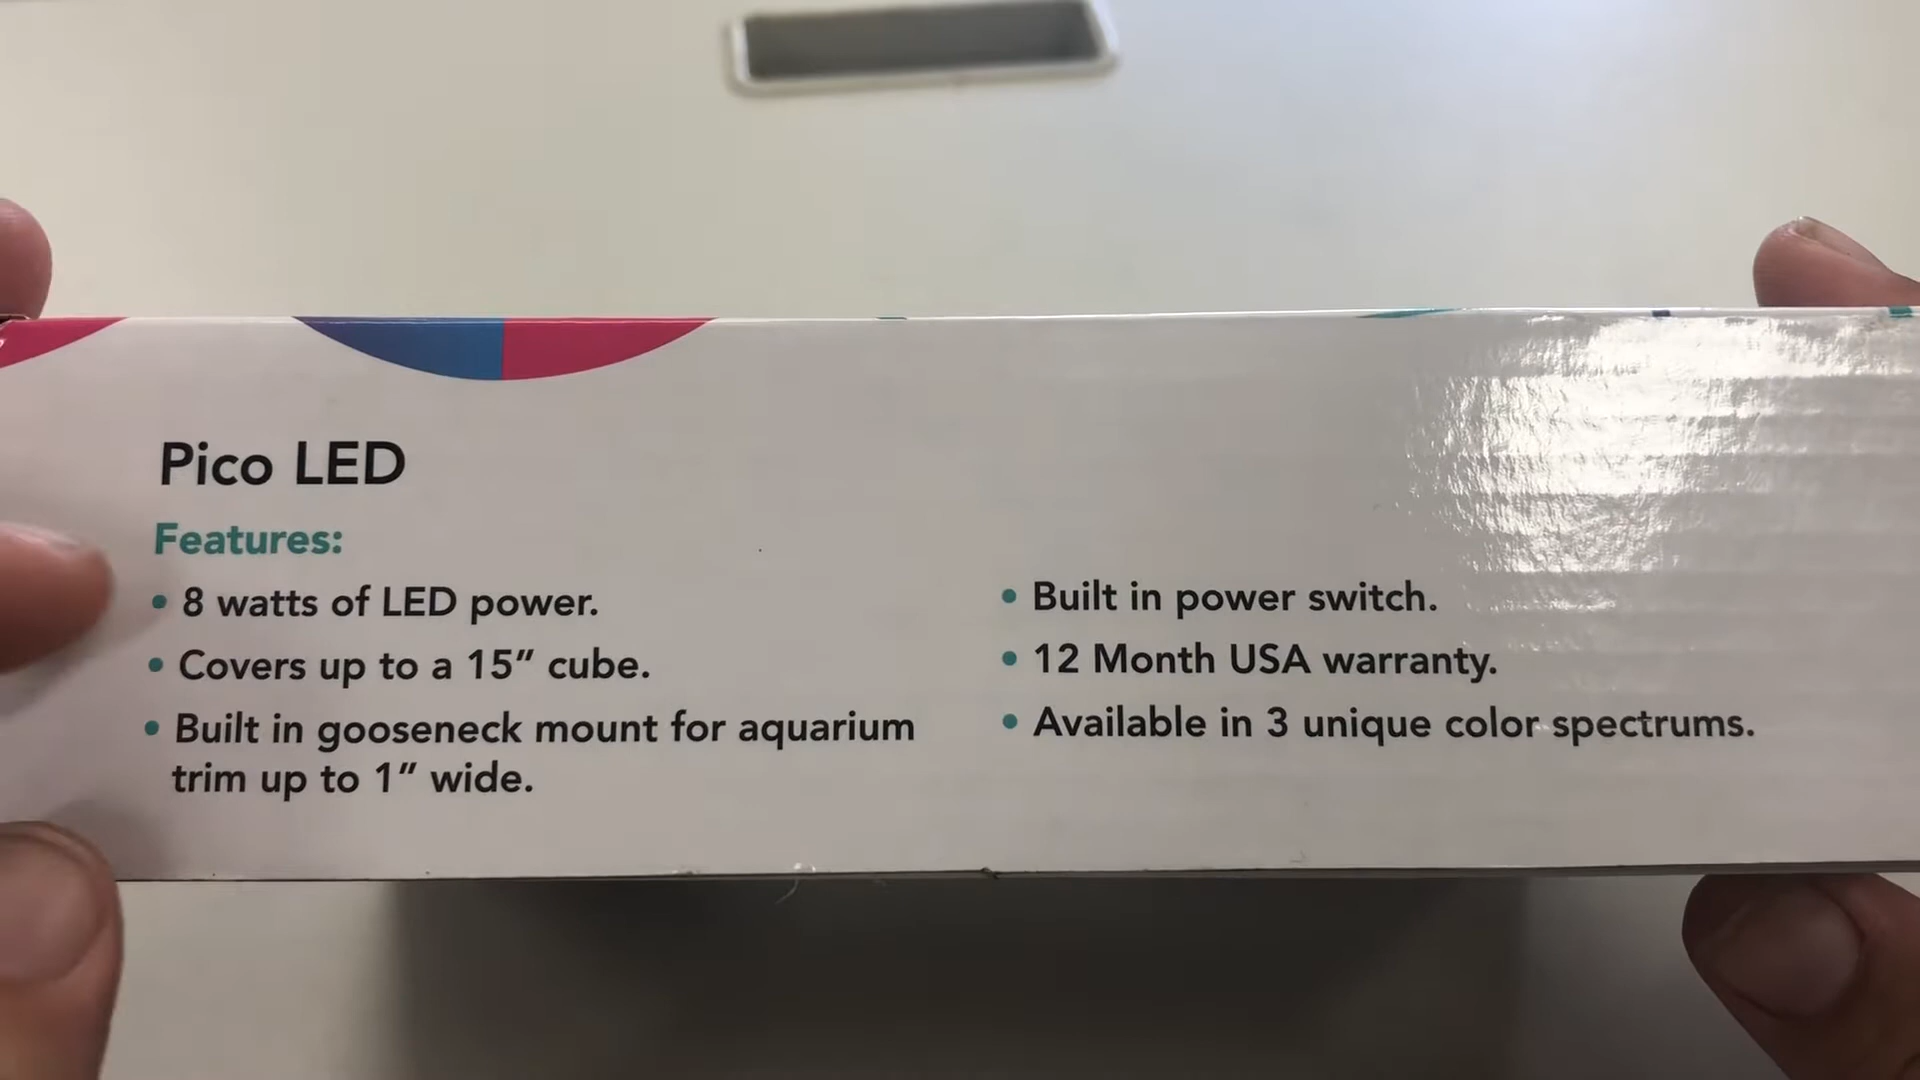 Pico LED
Features:
• 8 watts of LED power.
• Covers up to a 15” cube.
• Built in gooseneck mount for aquarium
trim up to 1” wide.
• Built in power switch.
• 12 Month USA warranty.
• Available in 3 unique color spectrums.